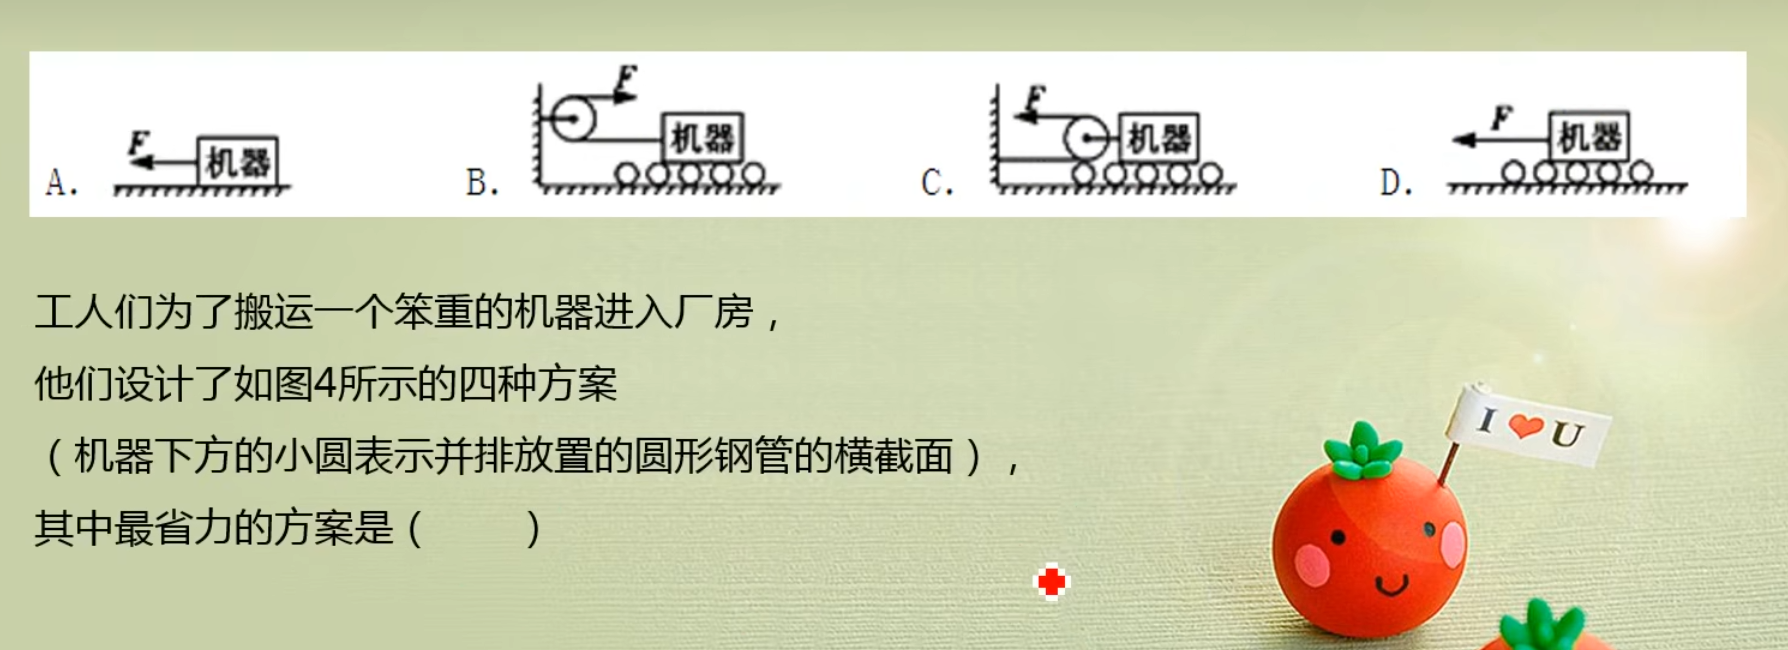 A.
F
机器
B.
F
机器
C.
F
机器
D.
F
机器
工人们为了搬运一个笨重的机器进入厂房，
他们设计了如图4所示的四种方案
（机器下方的小圆表示并排放置的圆形钢管的横截面），
其中最省力的方案是（　　）
I ❤ U